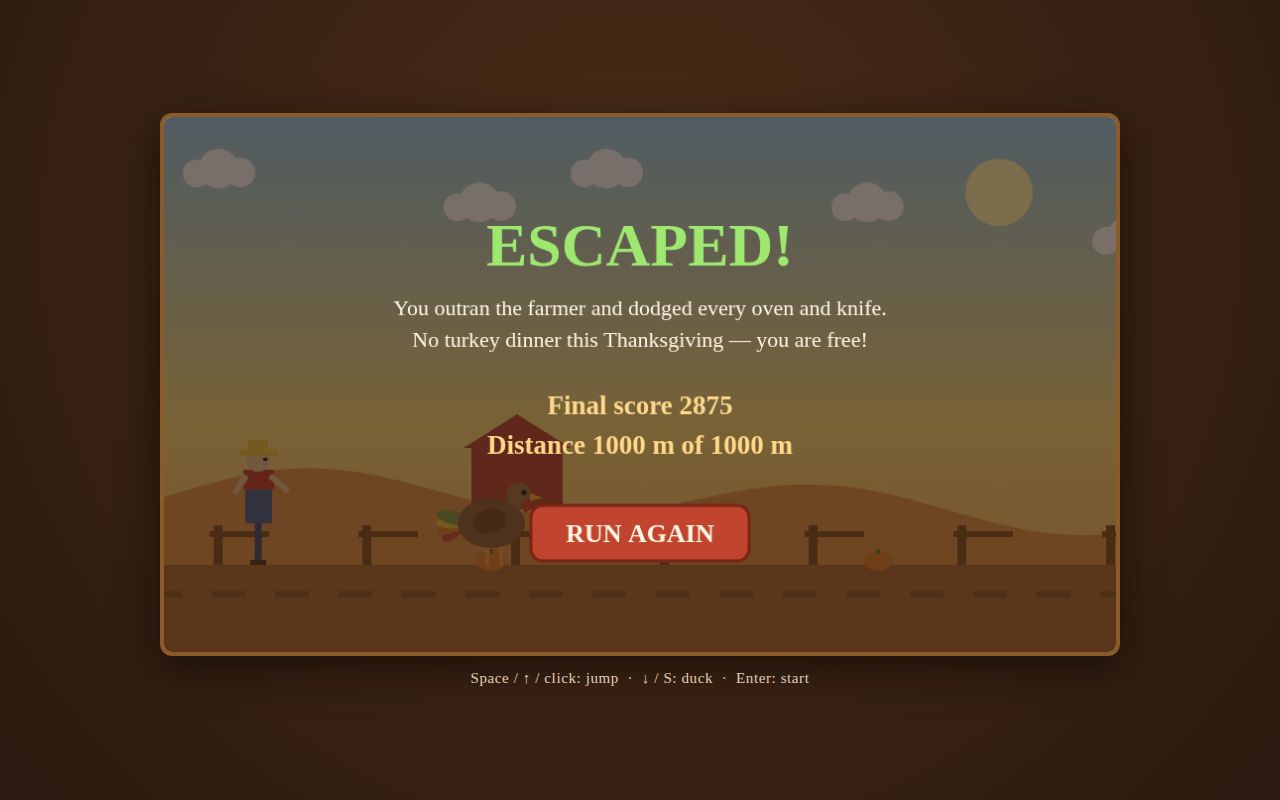 ESCAPED!
You outran the farmer and dodged every oven and knife.
No turkey dinner this Thanksgiving — you are free!
Final score 2875
Distance 1000 m of 1000 m
RUN AGAIN
Space / ↑ / click: jump · ↓ / S: duck · Enter: start